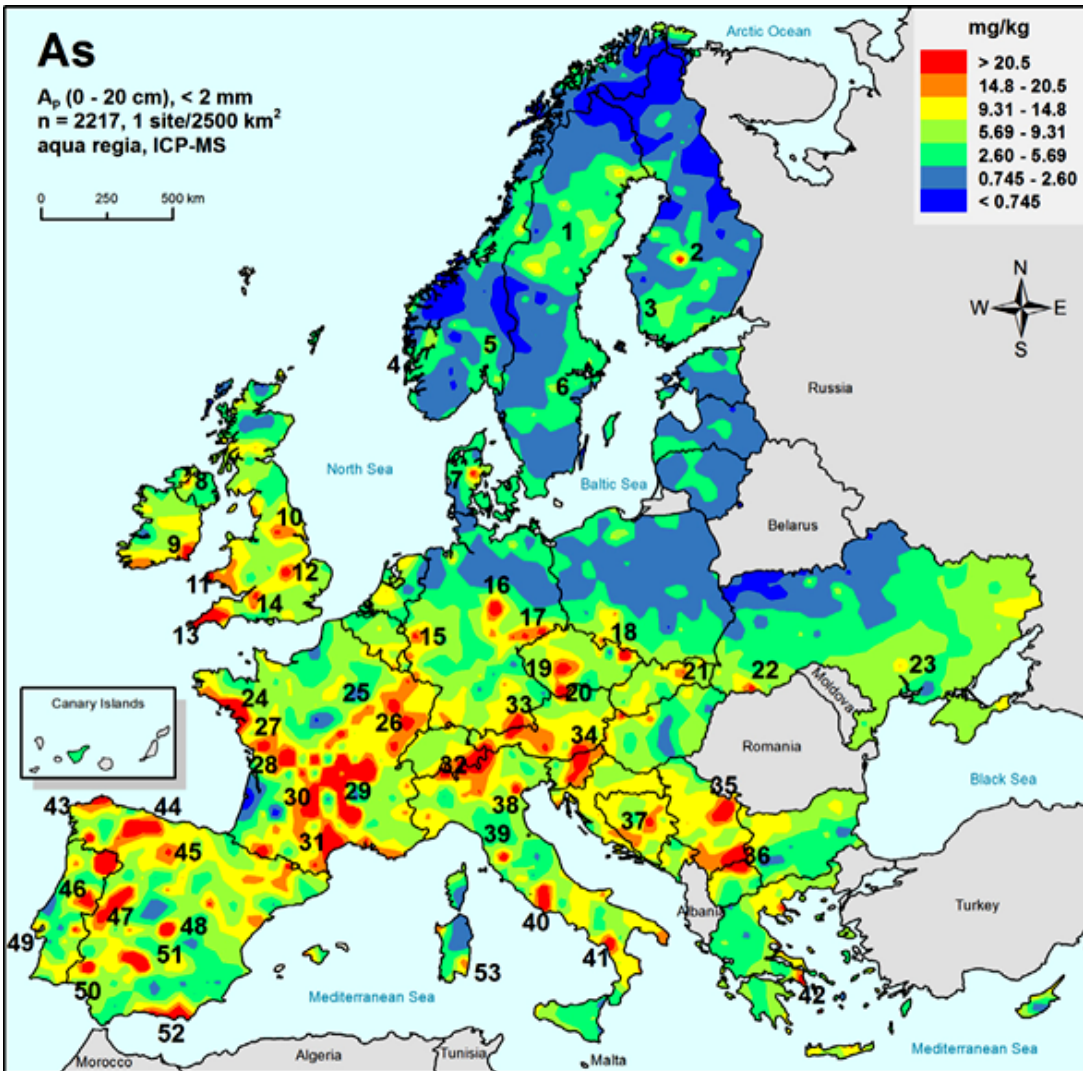 As
Aₚ (0 - 20 cm), < 2 mm
n = 2217, 1 site/2500 km²
aqua regia, ICP-MS
0 250 500 km
mg/kg
> 20.5
14.8 - 20.5
9.31 - 14.8
5.69 - 9.31
2.60 - 5.69
0.745 - 2.60
< 0.745
Arctic Ocean
N
W E
S
1
2
3
4
5
6
Russia
North Sea
7
Baltic Sea
8
Belarus
9
10
11
12
13
14
15
16
17
18
19
20
21
22
23
Moldova
24
25
26
27
28
29
30
31
32
33
34
Canary Islands
Romania
Black Sea
35
36
37
38
39
40
41
42
43
44
45
46
47
48
49
50
51
52
53
Albania
Turkey
Mediterranean Sea
Mediterranean Sea
Morocco
Algeria
Tunisia
Malta